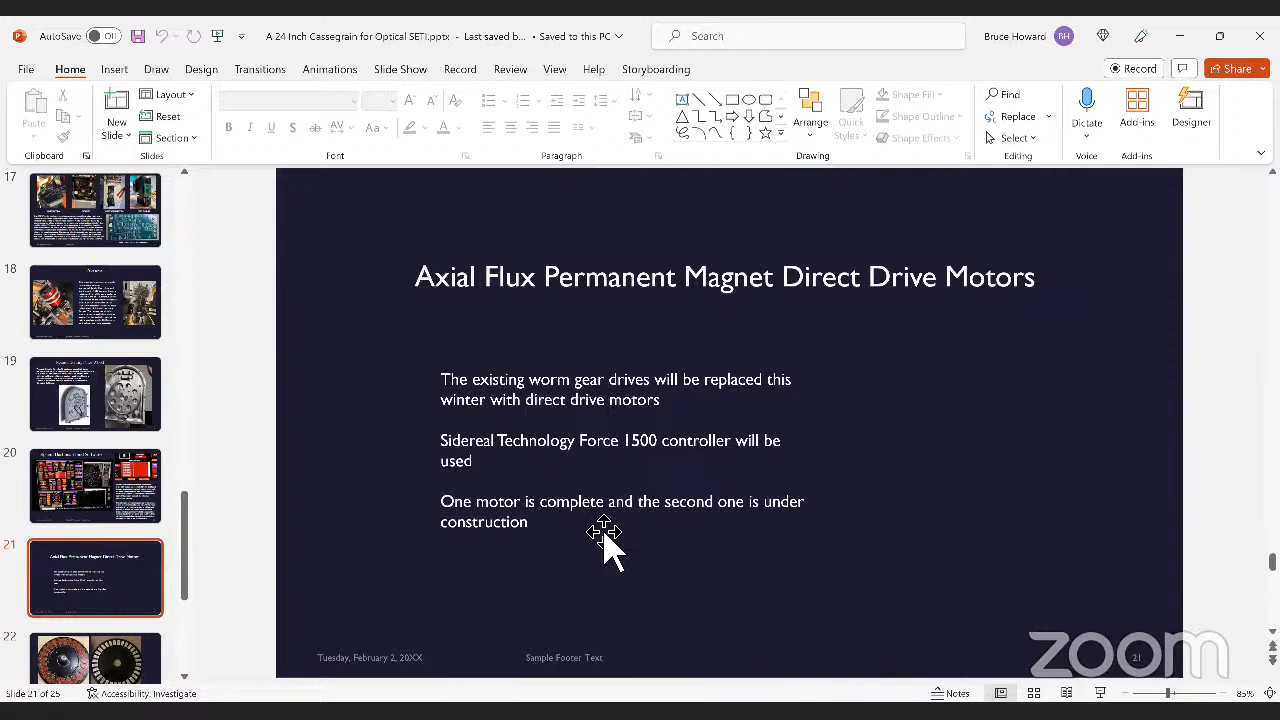 AutoSave Off A 24 Inch Cassegrain for Optical SETI.pptx - Last saved b... • Saved to this PC Search Bruce Howard BH
File Home Insert Draw Design Transitions Animations Slide Show Record Review View Help Storyboarding Record Share
Paste
New
Slide
Layout
Reset
Section
B I U S ab AV Aa A
Arrange
Quick
Styles
Shape Fill
Shape Outline
Shape Effects
Find
Replace
Select
Dictate
Add-ins
Designer
Clipboard Slides Font Paragraph Drawing Editing Voice Add-ins
17
18
19
20
21
22
Axial Flux Permanent Magnet Direct Drive Motors
The existing worm gear drives will be replaced this
winter with direct drive motors
Sidereal Technology Force 1500 controller will be
used
One motor is complete and the second one is under
construction
Tuesday, February 2, 20XX Sample Footer Text 21
zoom
Slide 21 of 25 Accessibility: Investigate Notes 85%